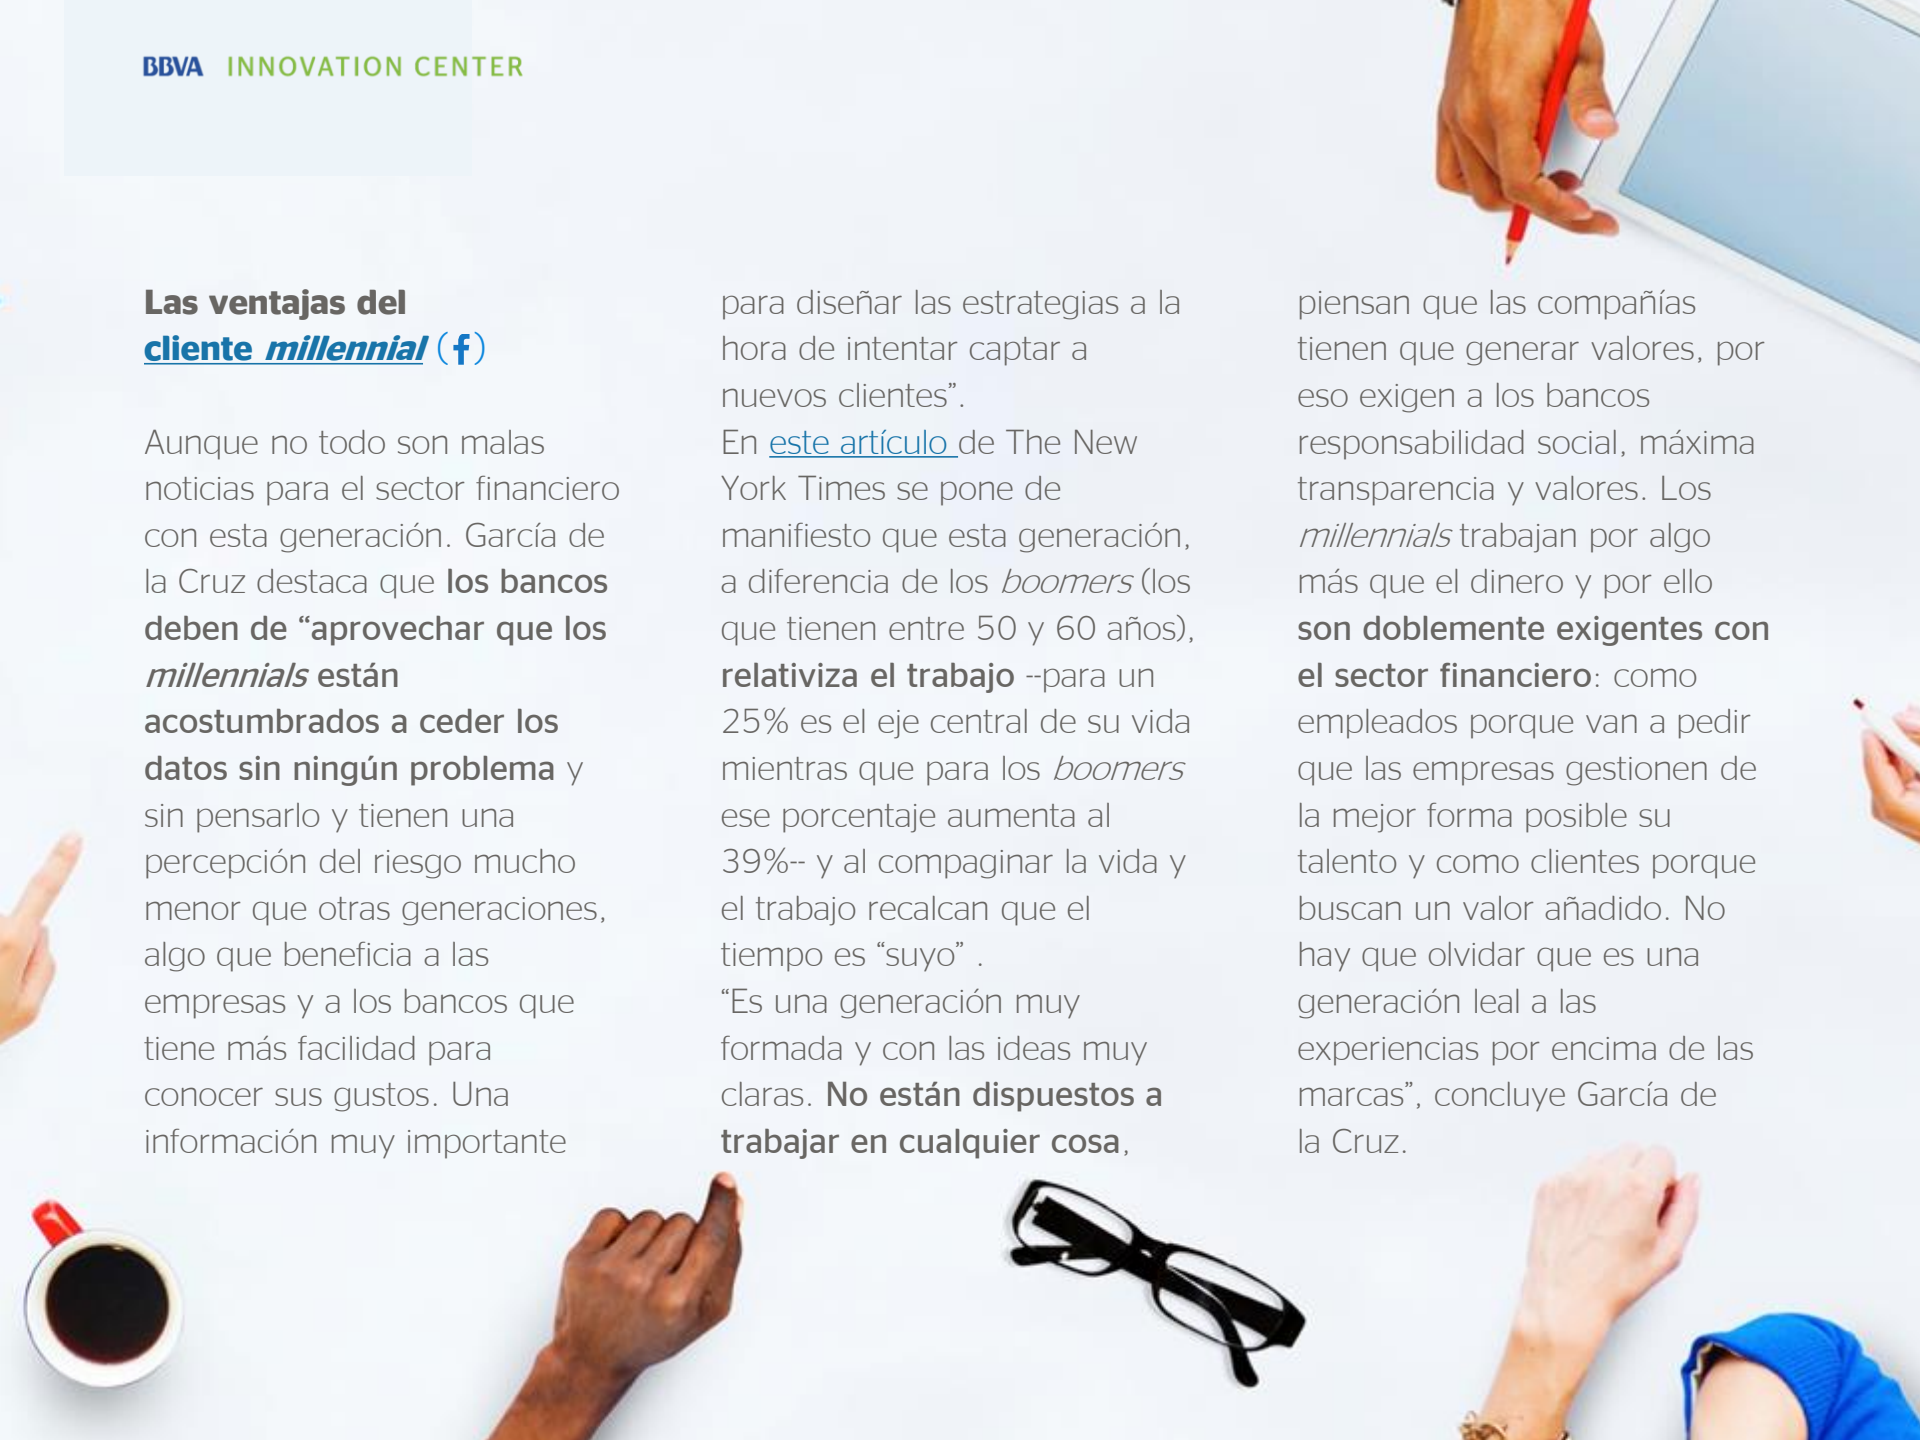 BBVA INNOVATION CENTER
Las ventajas del
cliente millennial (f)
Aunque no todo son malas
noticias para el sector financiero
con esta generación. García de
la Cruz destaca que los bancos
deben de “aprovechar que los
millennials están
acostumbrados a ceder los
datos sin ningún problema y
sin pensarlo y tienen una
percepción del riesgo mucho
menor que otras generaciones,
algo que beneficia a las
empresas y a los bancos que
tiene más facilidad para
conocer sus gustos. Una
información muy importante
para diseñar las estrategias a la
hora de intentar captar a
nuevos clientes”.
En este artículo de The New
York Times se pone de
manifiesto que esta generación,
a diferencia de los boomers (los
que tienen entre 50 y 60 años),
relativiza el trabajo --para un
25% es el eje central de su vida
mientras que para los boomers
ese porcentaje aumenta al
39%-- y al compaginar la vida y
el trabajo recalcan que el
tiempo es “suyo” .
“Es una generación muy
formada y con las ideas muy
claras. No están dispuestos a
trabajar en cualquier cosa,
piensan que las compañías
tienen que generar valores, por
eso exigen a los bancos
responsabilidad social, máxima
transparencia y valores. Los
millennials trabajan por algo
más que el dinero y por ello
son doblemente exigentes con
el sector financiero: como
empleados porque van a pedir
que las empresas gestionen de
la mejor forma posible su
talento y como clientes porque
buscan un valor añadido. No
hay que olvidar que es una
generación leal a las
experiencias por encima de las
marcas”, concluye García de
la Cruz.